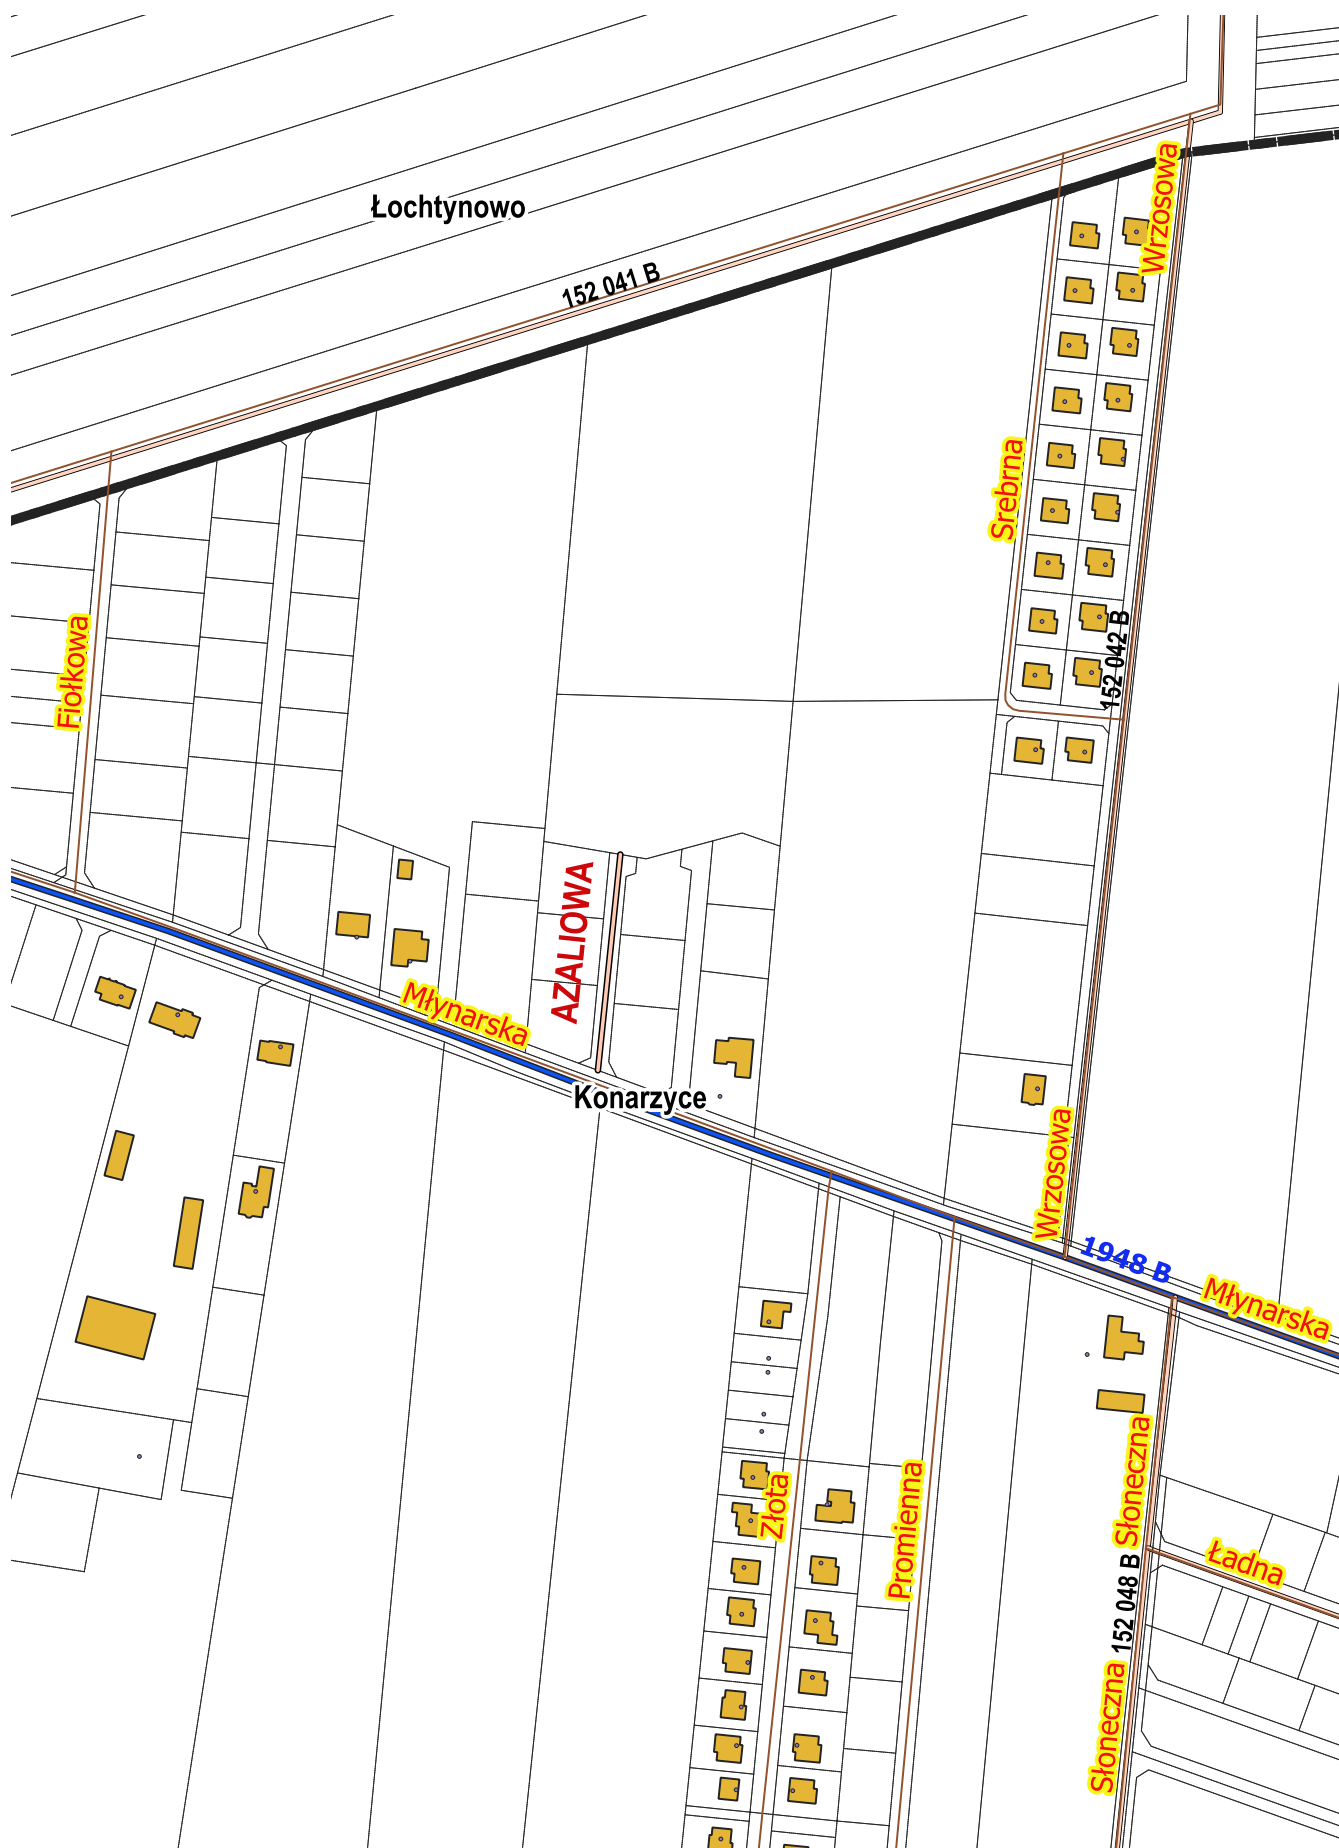 Wrzosowa
Łochtynowo
152 041 B
Srebrna
Fiołkowa
152 042 B
AZALIOWA
Młynarska
Konarzyce
Wrzosowa
1948 B
Młynarska
Słoneczna
Złota
Promienna
Ładna
152 048 B
Słoneczna